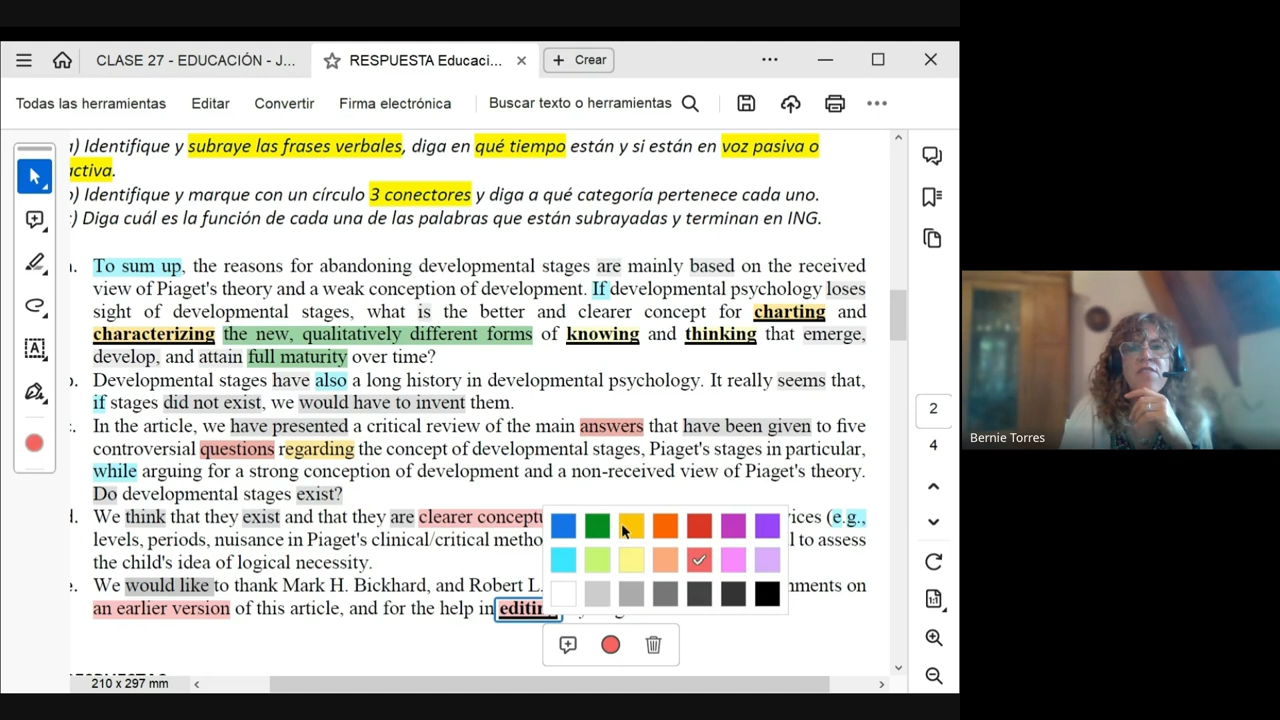 CLASE 27 - EDUCACIÓN - J...
RESPUESTA Educaci...
Crear
Todas las herramientas
Editar
Convertir
Firma electrónica
Buscar texto o herramientas
) Identifique y subraye las frases verbales, diga en qué tiempo están y si están en voz pasiva o
activa.
) Identifique y marque con un círculo 3 conectores y diga a qué categoría pertenece cada uno.
) Diga cuál es la función de cada una de las palabras que están subrayadas y terminan en ING.
To sum up, the reasons for abandoning developmental stages are mainly based on the received
view of Piaget's theory and a weak conception of development. If developmental psychology loses
sight of developmental stages, what is the better and clearer concept for charting and
characterizing the new, qualitatively different forms of knowing and thinking that emerge,
develop, and attain full maturity over time?
Developmental stages have also a long history in developmental psychology. It really seems that,
if stages did not exist, we would have to invent them.
In the article, we have presented a critical review of the main answers that have been given to five
controversial questions regarding the concept of developmental stages, Piaget's stages in particular,
while arguing for a strong conception of development and a non-received view of Piaget's theory.
Do developmental stages exist?
We think that they exist and that they are clearer conceptu (e.g.,
levels, periods, nuisance in Piaget's clinical/critical to assess
the child's idea of logical necessity.
We would like to thank Mark H. Bickhard, and Robert L. on
an earlier version of this article, and for the help in
2
4
210 x 297 mm
Bernie Torres